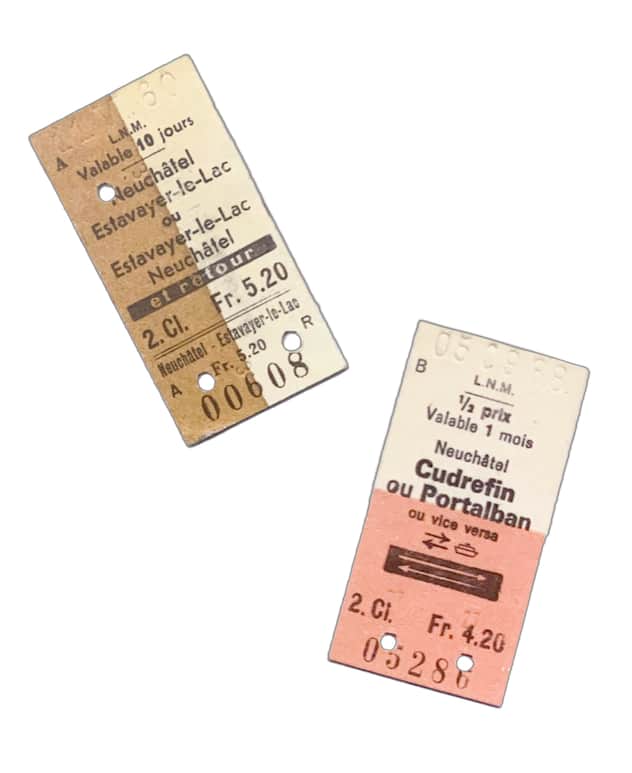 80
A
L.N.M.
Valable 10 jours
Neuchâtel
Estavayer-le-Lac
ou
Estavayer-le-Lac
Neuchâtel
et retour
2. Cl. Fr. 5.20
Neuchâtel - Estavayer-le-Lac
A Fr. 5.20 R
00608
05 09
B
L.N.M.
1/2 prix
Valable 1 mois
Neuchâtel
Cudrefin
ou Portalban
ou vice versa
2. Cl. Fr. 4.20
05286